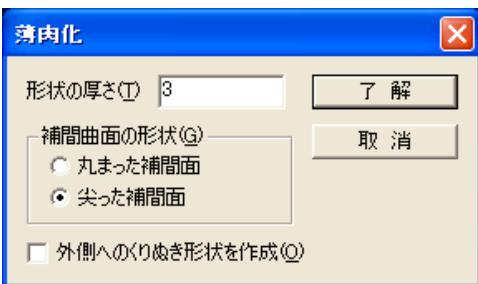 薄肉化
形状の厚さ(T) 3
了解
補間曲面の形状(G)
取消
丸まった補間面
尖った補間面
外側へのくりぬき形状を作成(O)